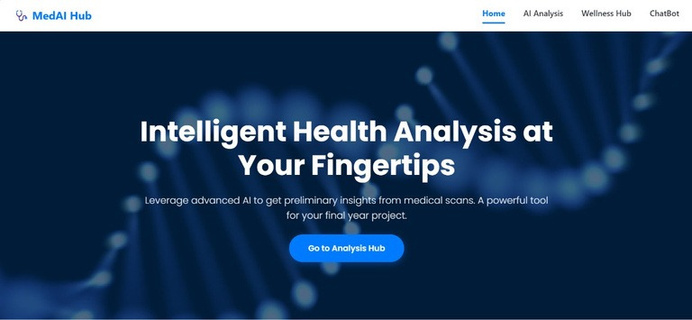 MedAI Hub
Home
AI Analysis
Wellness Hub
ChatBot
Intelligent Health Analysis at
Your Fingertips
Leverage advanced AI to get preliminary insights from medical scans. A powerful tool
for your final year project.
Go to Analysis Hub